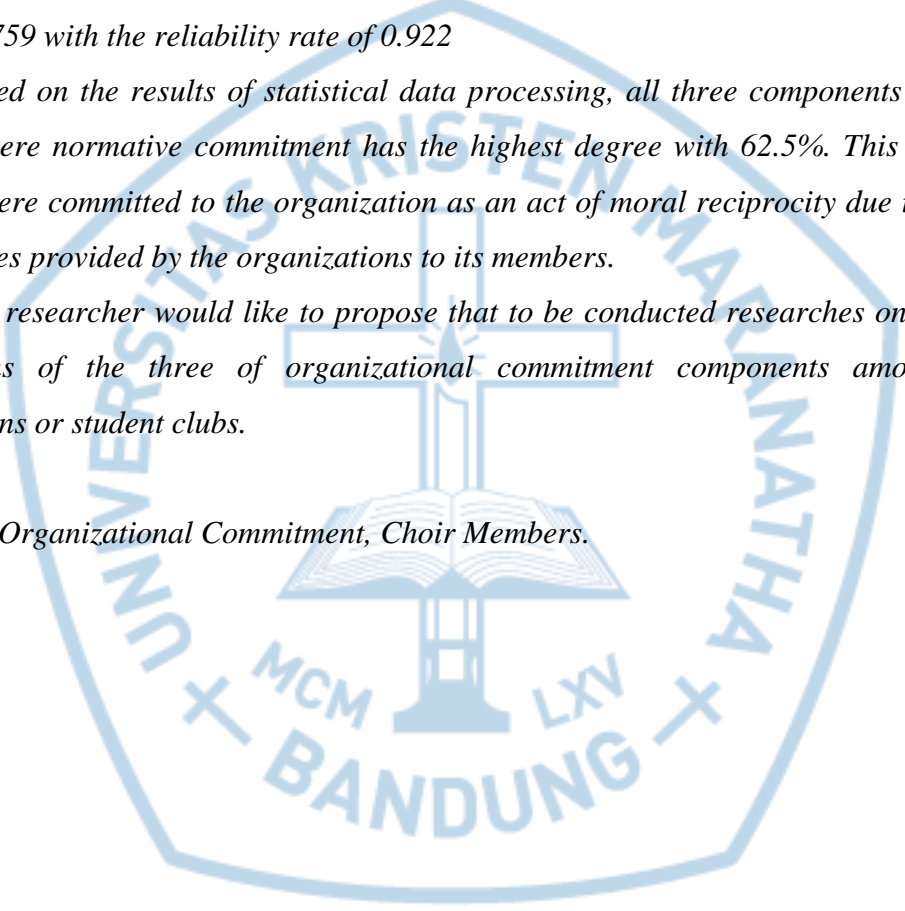 759 with the reliability rate of 0.922
ed on the results of statistical data processing, all three components
ere normative commitment has the highest degree with 62.5%. This
ere committed to the organization as an act of moral reciprocity due
es provided by the organizations to its members.
researcher would like to propose that to be conducted researches on
s of the three of organizational commitment components amo
ns or student clubs.
Organizational Commitment, Choir Members.
UNIVERSITAS KRISTEN MARANATHA
MCM LXV
BANDUNG